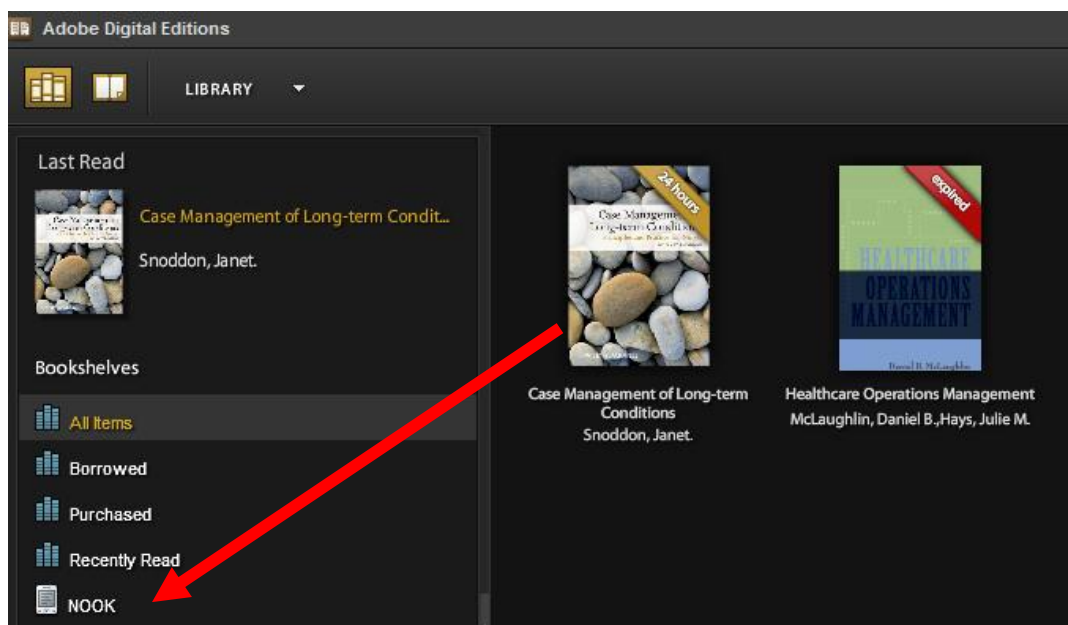 Adobe Digital Editions
LIBRARY
Last Read
Case Management of Long-term Condit...
Snoddon, Janet.
Bookshelves
All Items
Borrowed
Purchased
Recently Read
NOOK
24 hours
Case Management
Long-term Conditions
Case Management of Long-term
Conditions
Snoddon, Janet.
expired
HEALTHCARE
OPERATIONS
MANAGEMENT
Daniel B. McLaughlin
Healthcare Operations Management
McLaughlin, Daniel B.,Hays, Julie M.